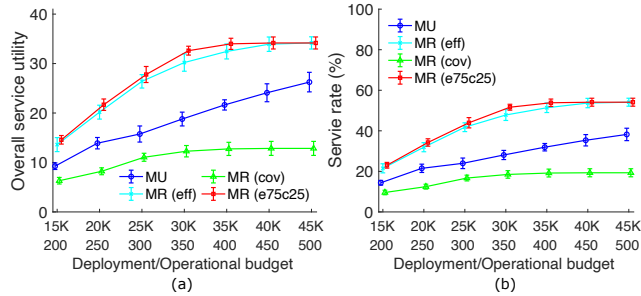 Overall service utility
40
30
20
10
0
MU
MR (eff)
MR (cov)
MR (e75c25)
15K 20K 25K 30K 35K 40K 45K
200 250 300 350 400 450 500
Deployment/Operational budget
(a)
Servie rate (%)
100
80
60
40
20
0
MU
MR (eff)
MR (cov)
MR (e75c25)
15K 20K 25K 30K 35K 40K 45K
200 250 300 350 400 450 500
Deployment/Operational budget
(b)